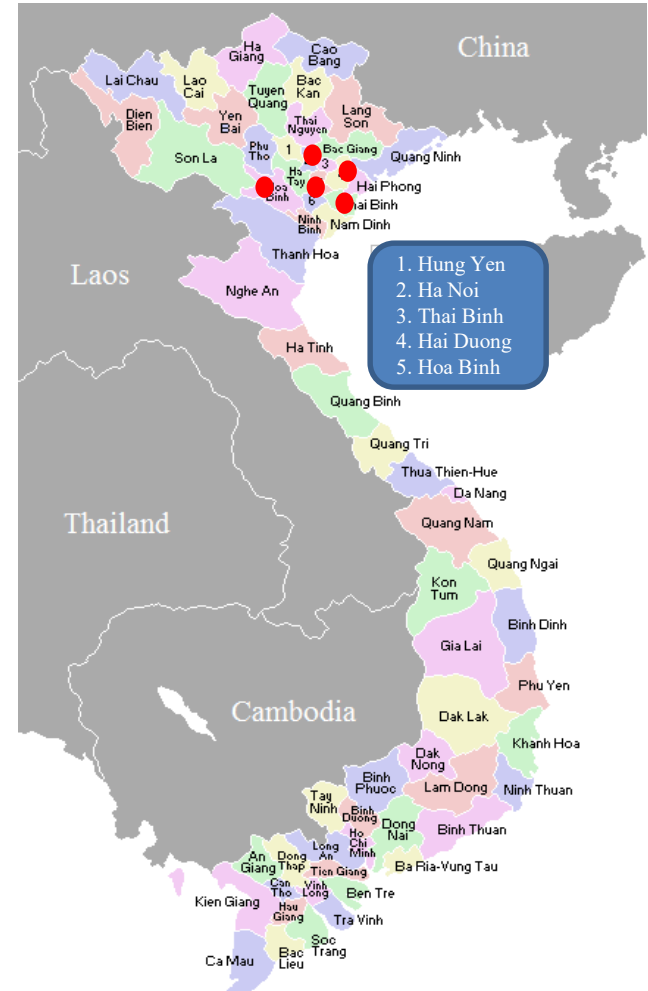 China
Ha
Giang
Cao
Bang
Lai Chau
Lao
Cai
Tuyen
Quang
Bac
Kan
Lang
Son
Dien
Bien
Yen
Bai
Thai
Nguyen
Son La
Phu
Tho
1
Bac Giang
3
Quang Ninh
Ha
Tay
Hai Phong
Binh
6
hai Binh
Ninh
Binh
Nam Dinh
Thanh Hoa
Laos
Nghe An
1. Hung Yen
2. Ha Noi
3. Thai Binh
4. Hai Duong
5. Hoa Binh
Ha Tinh
Quang Binh
Quang Tri
Thua Thien-Hue
Da Nang
Thailand
Quang Nam
Quang Ngai
Kon
Tum
Binh Dinh
Gia Lai
Phu Yen
Cambodia
Dak Lak
Khanh Hoa
Dak
Nong
Binh
Phuoc
Lam Dong
Ninh Thuan
Tay
Ninh
Binh
Duong
Dong
Nai
Binh Thuan
Ho
Chi
Minh
Long
An
An
Giang
Dong
Thap
Tien Giang
Ba Ria-Vung Tau
Can
Tho
Vinh
Long
Ben Tre
Kien Giang
Hau
Giang
Tra Vinh
Soc
Trang
Ca Mau
Bac
Lieu